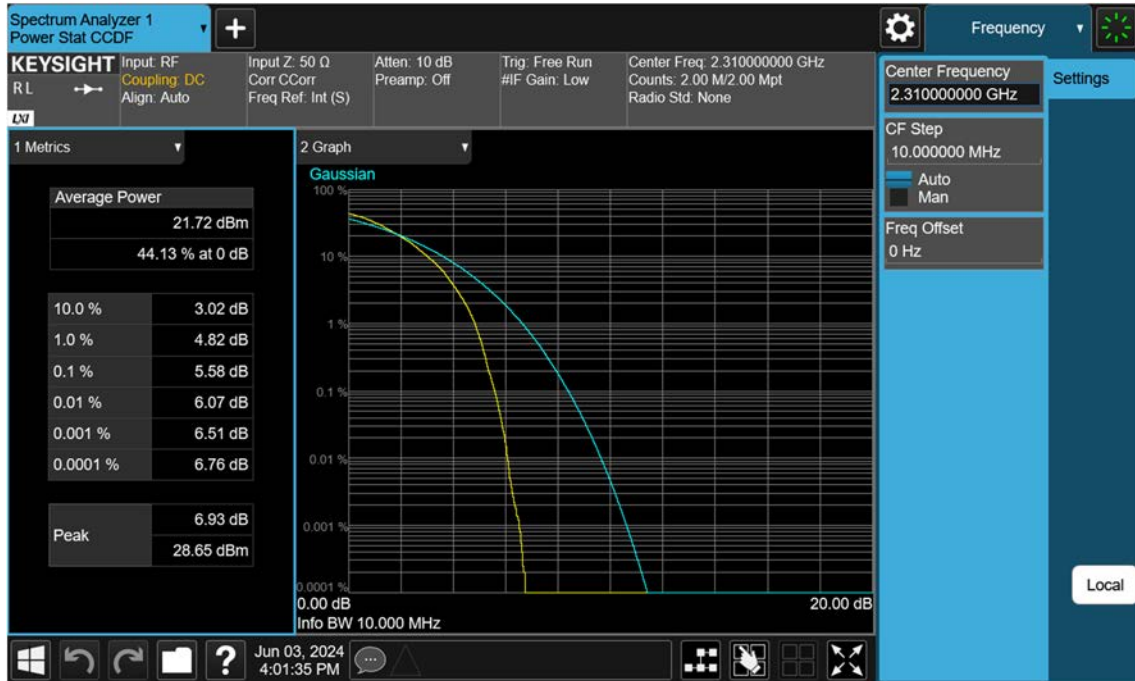 Spectrum Analyzer 1
Power Stat CCDF
Frequency
KEYSIGHT
R L
LXI
Input: RF
Coupling: DC
Align: Auto
Input Z: 50 Ω
Corr CCorr
Freq Ref: Int (S)
Atten: 10 dB
Preamp: Off
Trig: Free Run
#IF Gain: Low
Center Freq: 2.310000000 GHz
Counts: 2.00 M/2.00 Mpt
Radio Std: None
Center Frequency
2.310000000 GHz
Settings
CF Step
10.000000 MHz
Auto
Man
Freq Offset
0 Hz
Local
1 Metrics
Average Power
21.72 dBm
44.13 % at 0 dB
10.0 % 3.02 dB
1.0 % 4.82 dB
0.1 % 5.58 dB
0.01 % 6.07 dB
0.001 % 6.51 dB
0.0001 % 6.76 dB
Peak
6.93 dB
28.65 dBm
2 Graph
Gaussian
100 %
10 %
1 %
0.1 %
0.01 %
0.001 %
0.0001 %
0.00 dB 20.00 dB
Info BW 10.000 MHz
?
Jun 03, 2024
4:01:35 PM